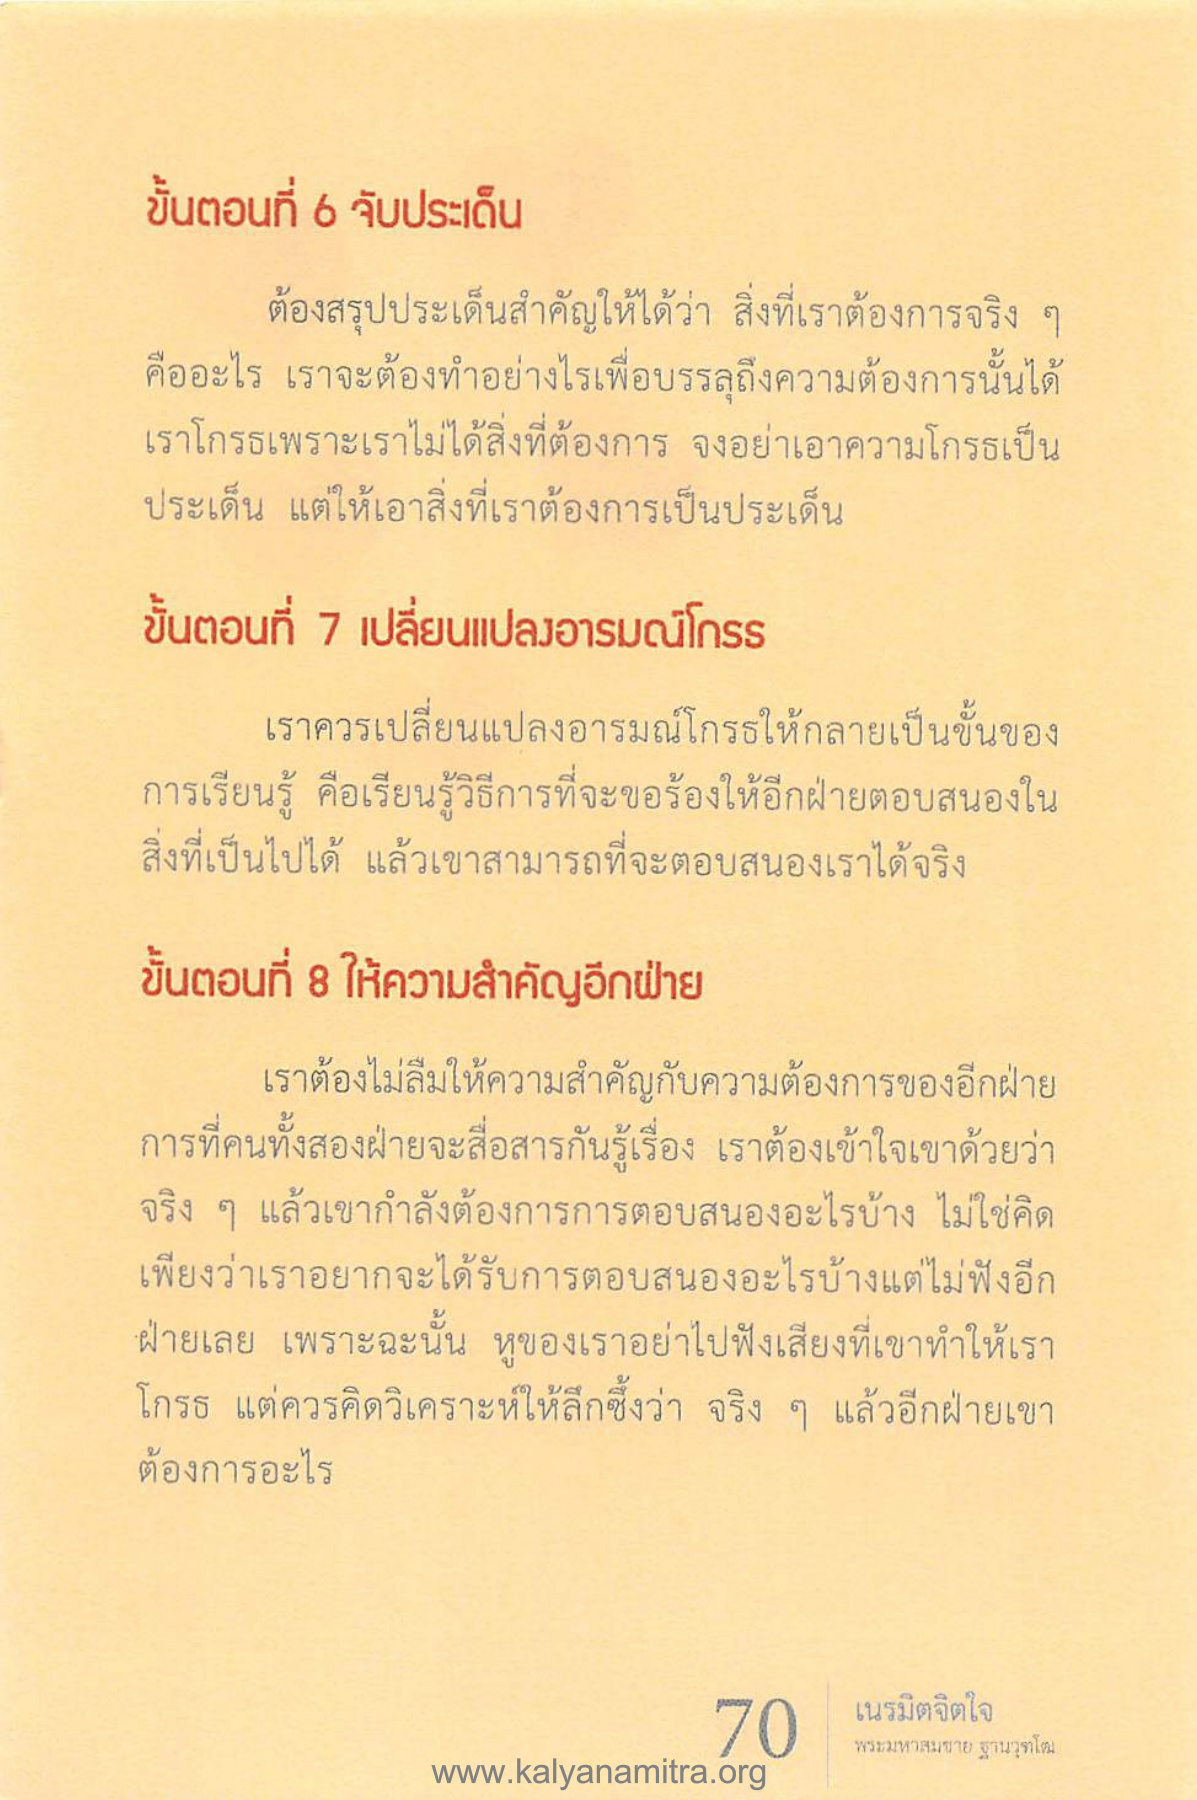 ขั้นตอนที่ 6 จับประเด็น
ต้องสรุปประเด็นสำคัญให้ได้ว่า สิ่งที่เราต้องการจริง ๆ
คืออะไร เราจะต้องทำอย่างไรเพื่อบรรลุถึงความต้องการนั้นได้
เราโกรธเพราะเราไม่ได้สิ่งที่ต้องการ จงอย่าเอาความโกรธเป็น
ประเด็น แต่ให้เอาสิ่งที่เราต้องการเป็นประเด็น
ขั้นตอนที่ 7 เปลี่ยนแปลงอารมณ์โกรธ
เราควรเปลี่ยนแปลงอารมณ์โกรธให้กลายเป็นขั้นของ
การเรียนรู้ คือเรียนรู้วิธีการที่จะขอร้องให้อีกฝ่ายตอบสนองใน
สิ่งที่เป็นไปได้ แล้วเขาสามารถที่จะตอบสนองเราได้จริง
ขั้นตอนที่ 8 ให้ความสำคัญอีกฝ่าย
เราต้องไม่ลืมให้ความสำคัญกับความต้องการของอีกฝ่าย
การที่คนทั้งสองฝ่ายจะสื่อสารกันรู้เรื่อง เราต้องเข้าใจเขาด้วยว่า
จริง ๆ แล้วเขากำลังต้องการการตอบสนองอะไรบ้าง ไม่ใช่คิด
เพียงว่าเราอยากจะได้รับการตอบสนองอะไรบ้างแต่ไม่ฟังอีก
ฝ่ายเลย เพราะฉะนั้น หูของเราอย่าไปฟังเสียงที่เขาทำให้เรา
โกรธ แต่ควรคิดวิเคราะห์ให้ลึกซึ้งว่า จริง ๆ แล้วอีกฝ่ายเขา
ต้องการอะไร
70
เนรมิตจิตใจ
พระมหาสมชาย ฐานวุฑโฒ
www.kalyanamitra.org